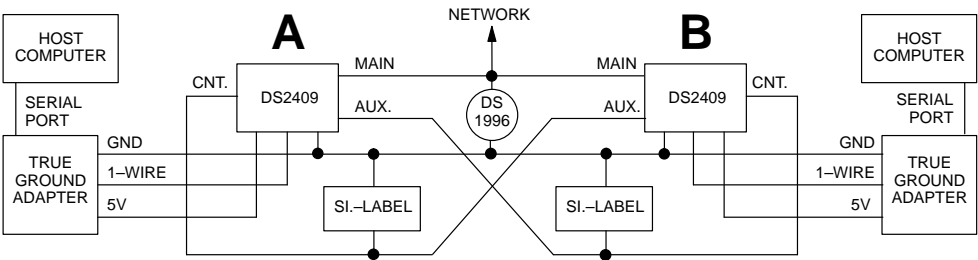 NETWORK
A
B
HOST
COMPUTER
HOST
COMPUTER
MAIN
MAIN
CNT.
CNT.
DS2409
DS2409
SERIAL
PORT
SERIAL
PORT
AUX.
DS
1996
AUX.
GND
GND
TRUE
GROUND
ADAPTER
1–WIRE
5V
SI.–LABEL
SI.–LABEL
1–WIRE
5V
TRUE
GROUND
ADAPTER